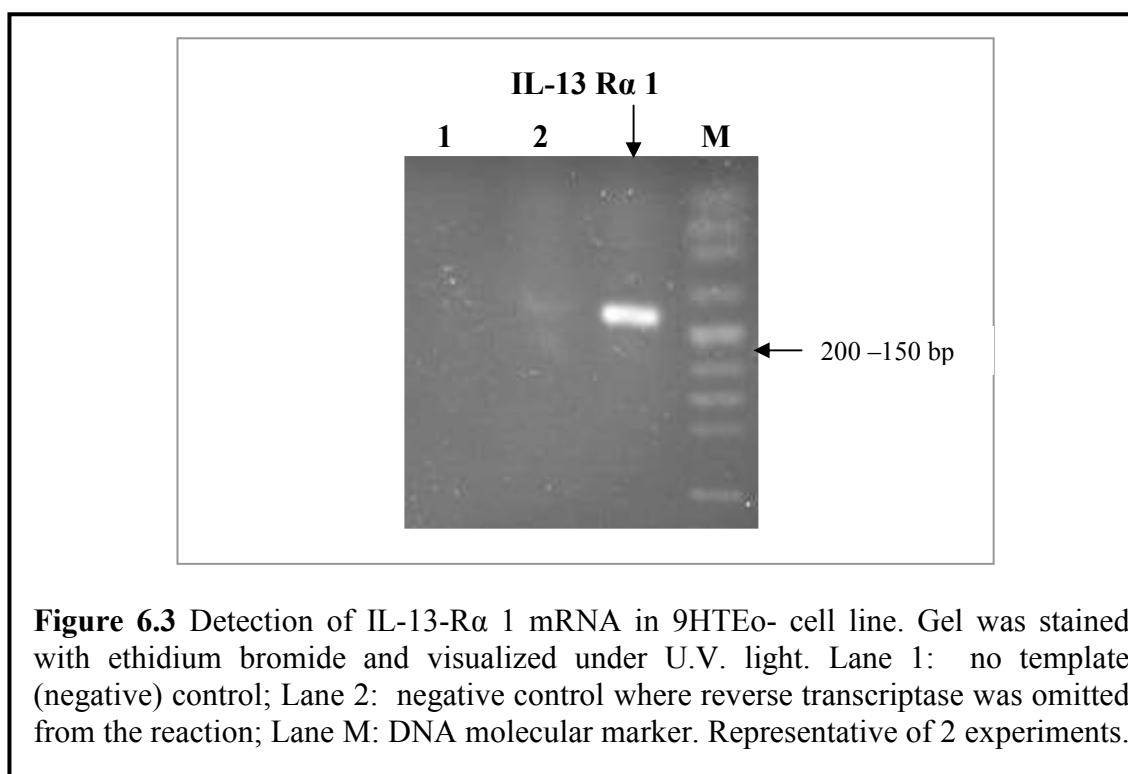 IL-13 Rα 1
1 2 M
200 –150 bp
Figure 6.3 Detection of IL-13-Rα 1 mRNA in 9HTEo- cell line. Gel was stained
with ethidium bromide and visualized under U.V. light. Lane 1: no template
(negative) control; Lane 2: negative control where reverse transcriptase was omitted
from the reaction; Lane M: DNA molecular marker. Representative of 2 experiments.